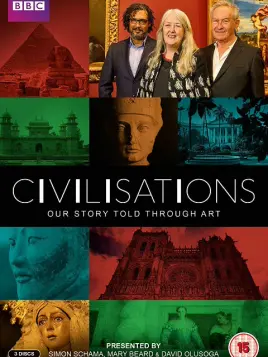 BBC
CIVILISATIONS
OUR STORY TOLD THROUGH ART
PRESENTED BY
SIMON SCHAMA, MARY BEARD & DAVID OLUSOGA
3 DISCS
15